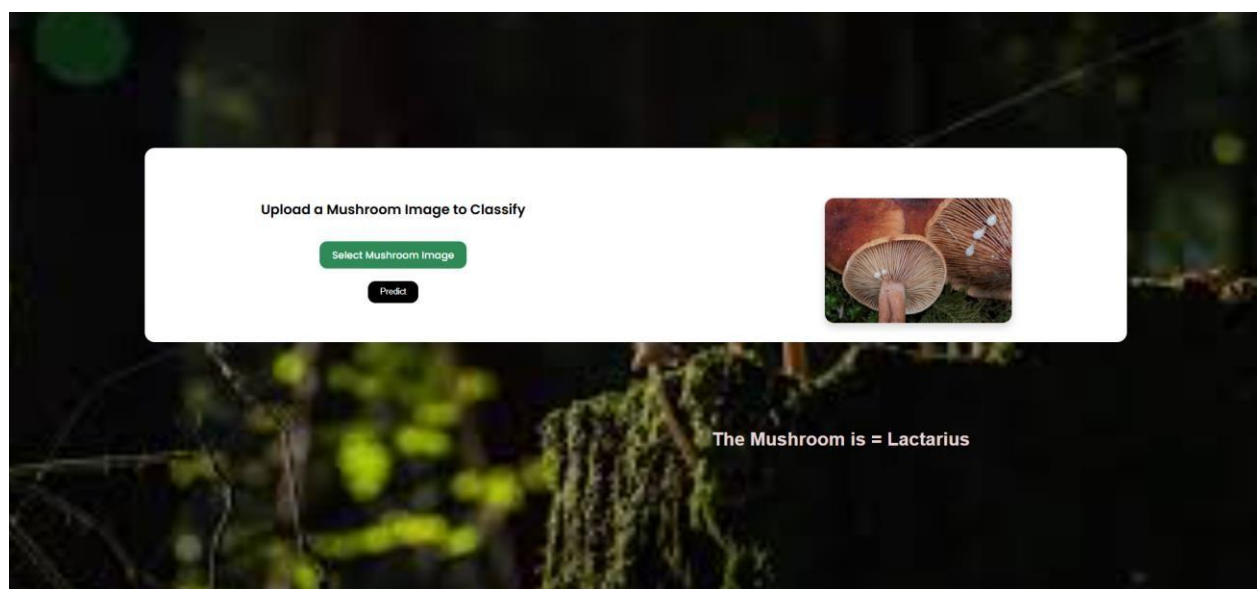 Upload a Mushroom Image to Classify
Select Mushroom Image
Predict
The Mushroom is = Lactarius